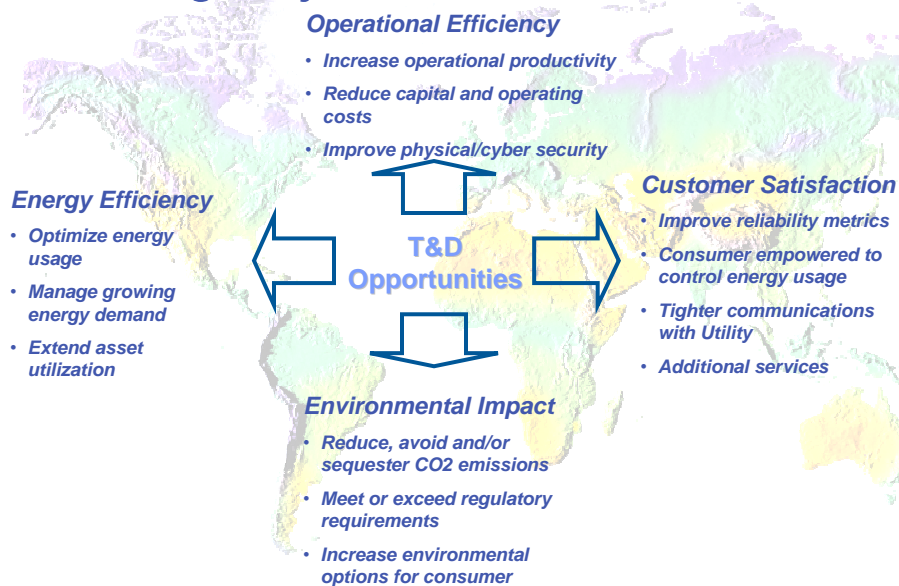 Operational Efficiency
• Increase operational productivity
• Reduce capital and operating
costs
• Improve physical/cyber security
Energy Efficiency
• Optimize energy
usage
• Manage growing
energy demand
• Extend asset
utilization
T&D
Opportunities
Customer Satisfaction
• Improve reliability metrics
• Consumer empowered to
control energy usage
• Tighter communications
with Utility
• Additional services
Environmental Impact
• Reduce, avoid and/or
sequester CO2 emissions
• Meet or exceed regulatory
requirements
• Increase environmental
options for consumer